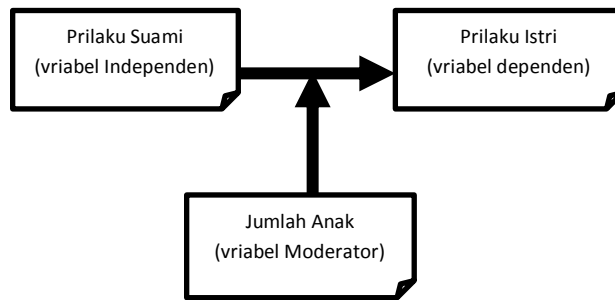 Prilaku Suami
(vriabel Independen)
Prilaku Istri
(vriabel dependen)
Jumlah Anak
(vriabel Moderator)